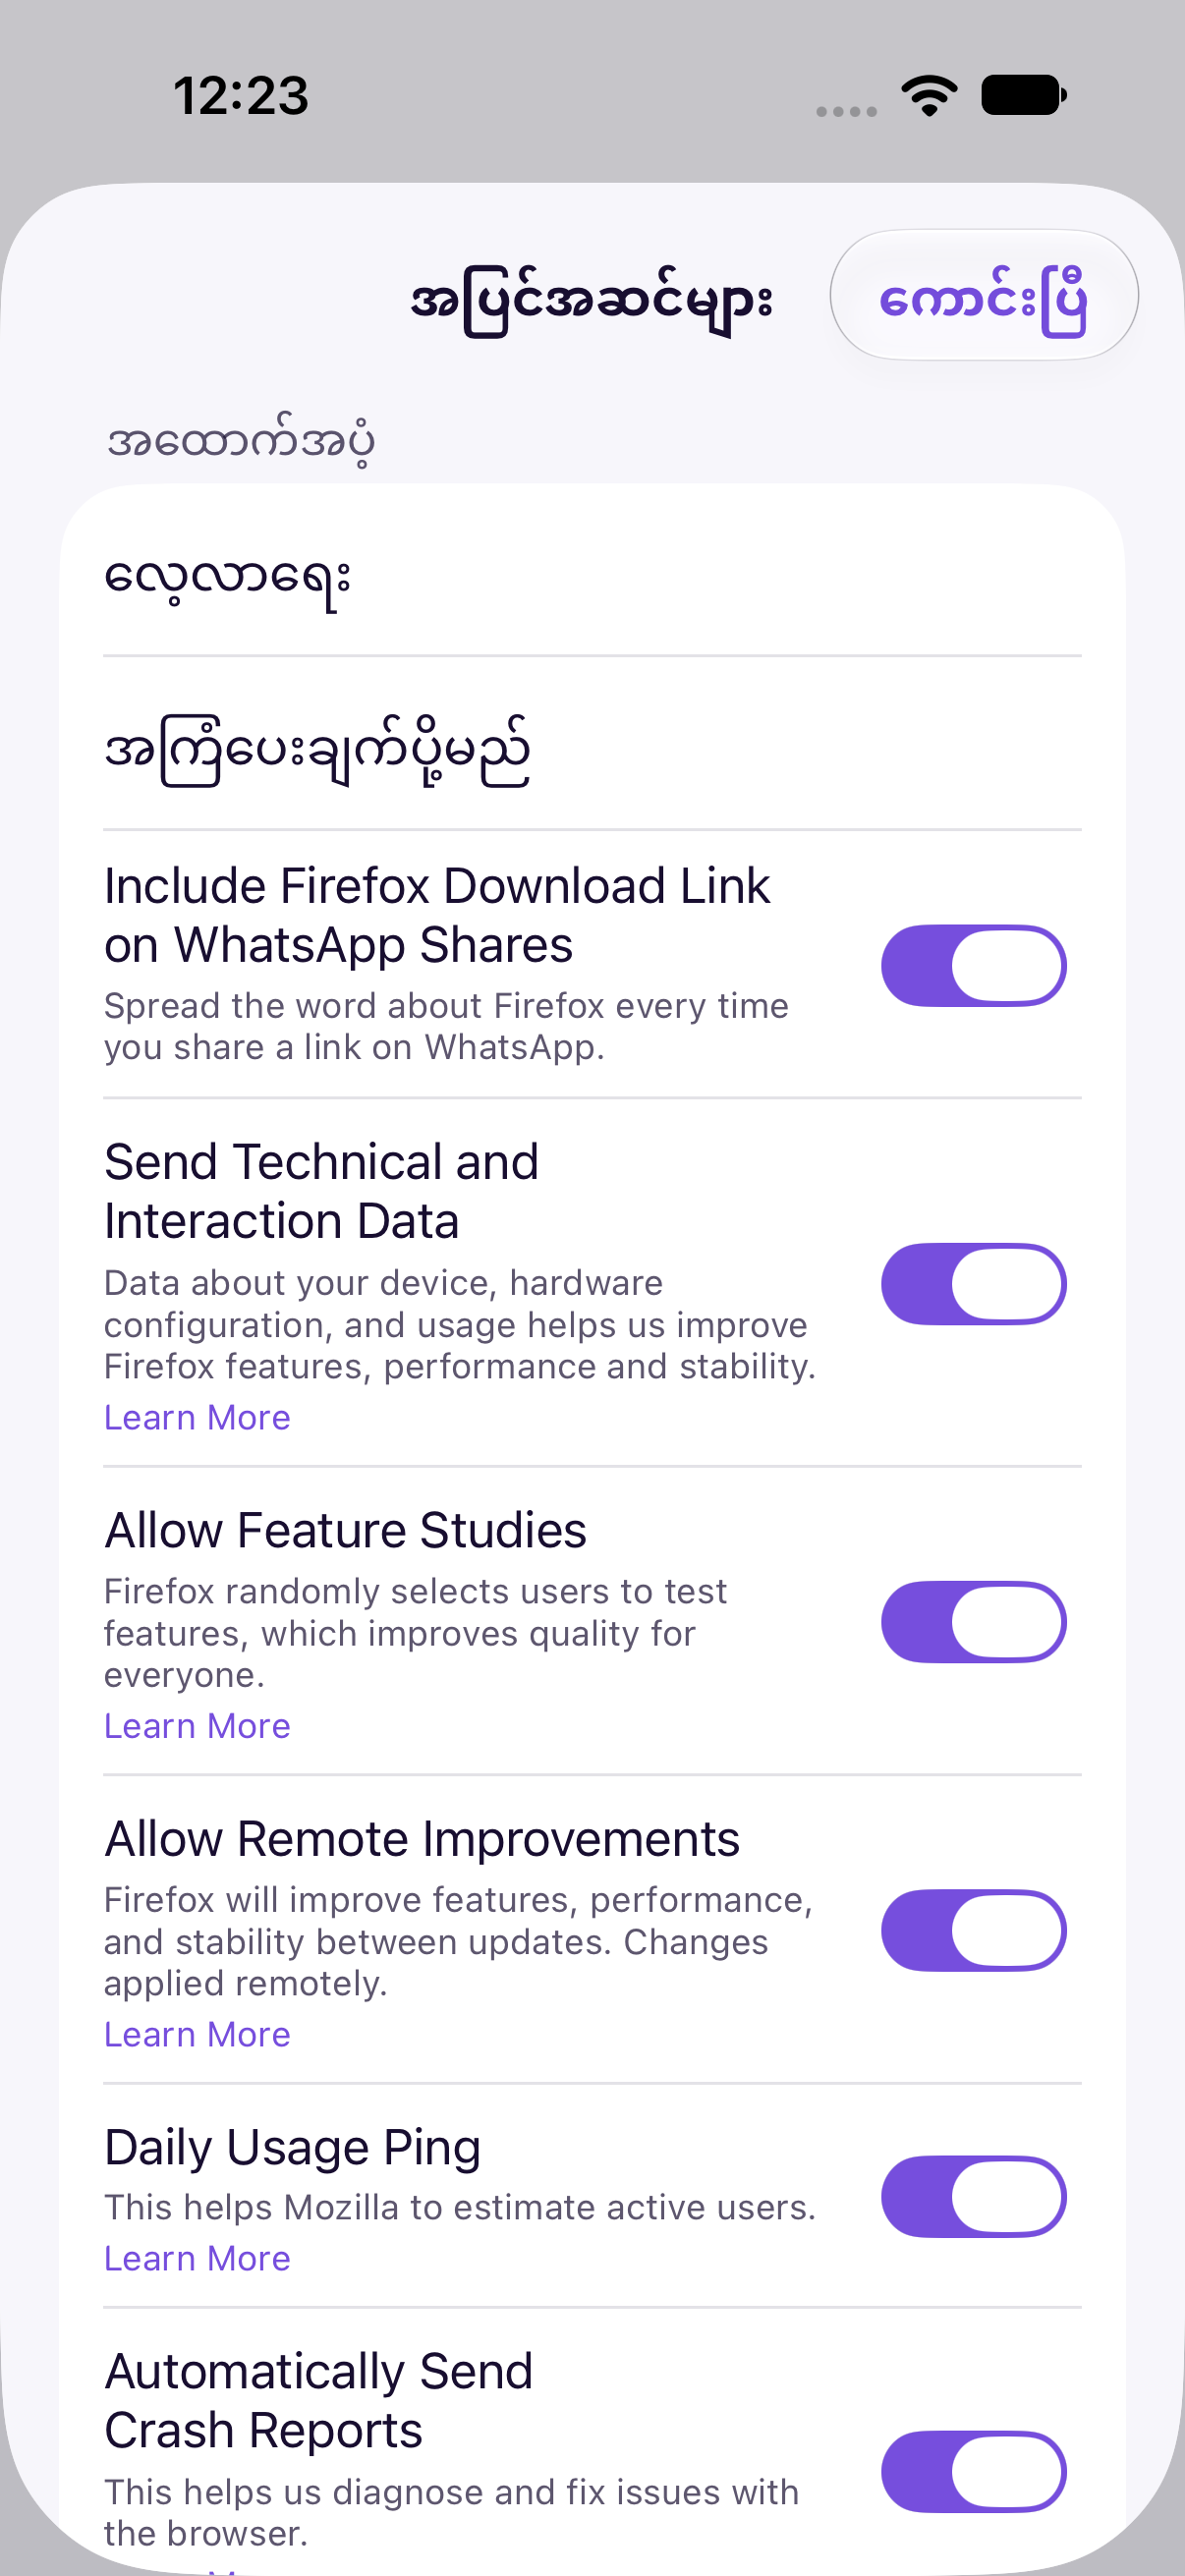 12:23
အပြင်အဆင်များ
ကောင်းပြီ
အထောက်အပံ့
လေ့လာရေး
အကြံပေးချက်ပို့မည်
Include Firefox Download Link
on WhatsApp Shares
Spread the word about Firefox every time
you share a link on WhatsApp.
Send Technical and
Interaction Data
Data about your device, hardware
configuration, and usage helps us improve
Firefox features, performance and stability.
Learn More
Allow Feature Studies
Firefox randomly selects users to test
features, which improves quality for
everyone.
Learn More
Allow Remote Improvements
Firefox will improve features, performance,
and stability between updates. Changes
applied remotely.
Learn More
Daily Usage Ping
This helps Mozilla to estimate active users.
Learn More
Automatically Send
Crash Reports
This helps us diagnose and fix issues with
the browser.